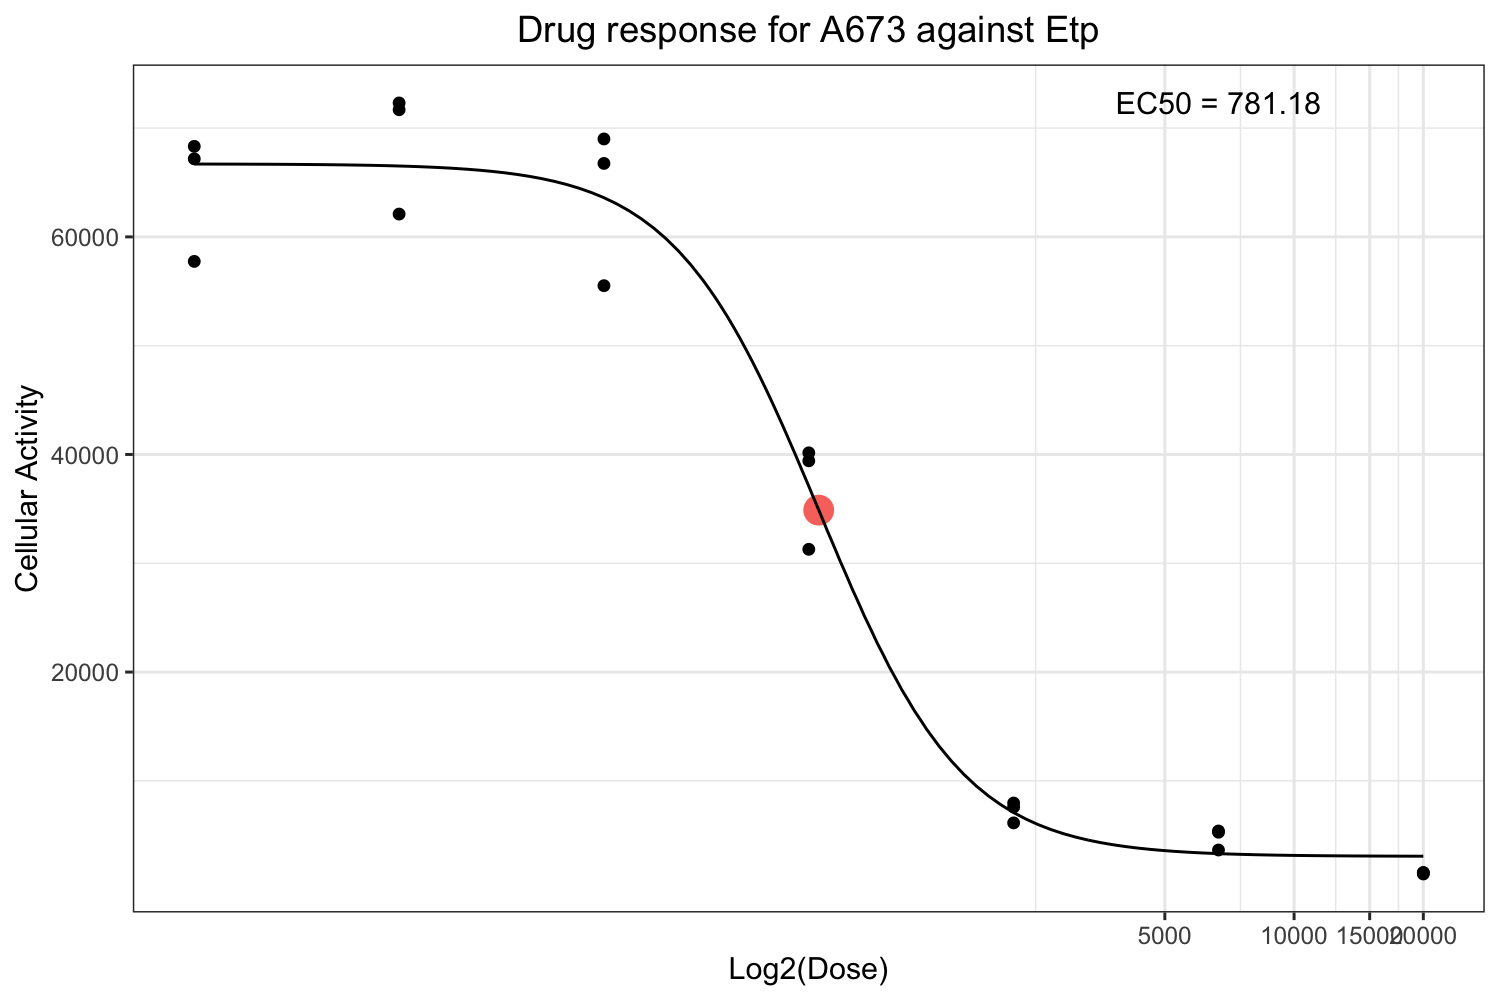 Drug response for A673 against Etp
EC50 = 781.18
Cellular Activity
60000
40000
20000
5000 10000 15000 20000
Log2(Dose)